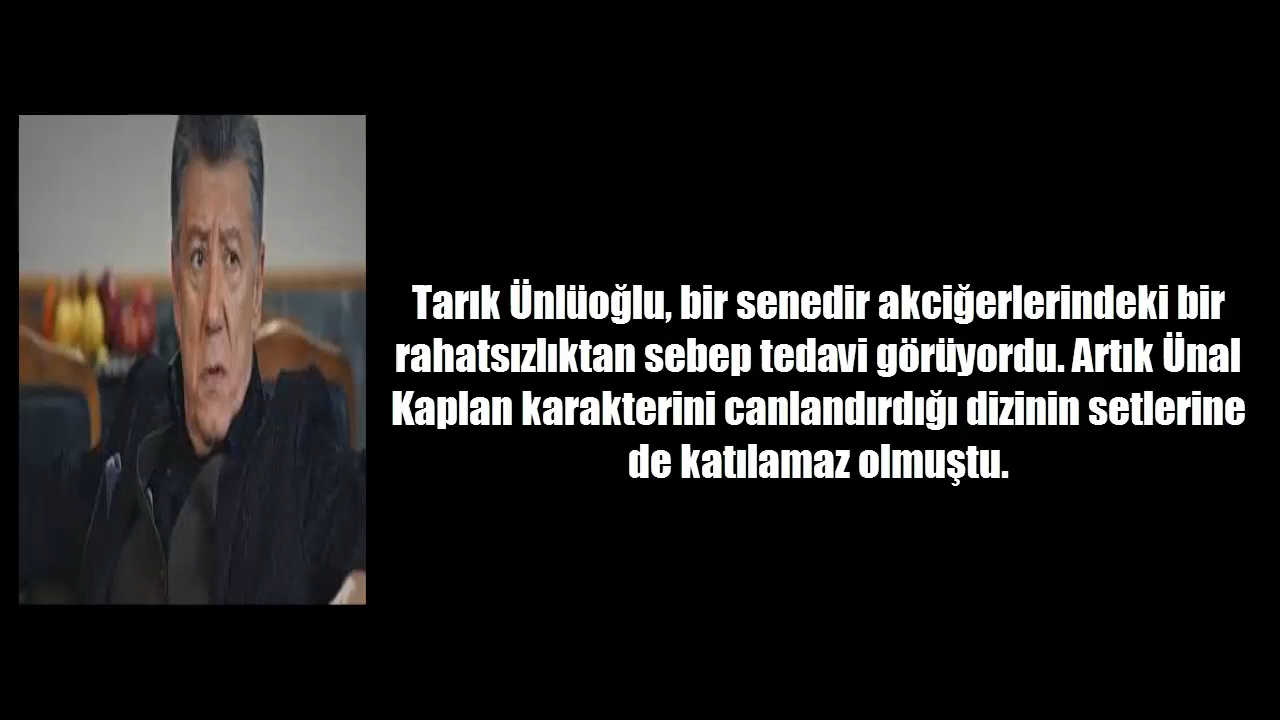 Tarık Ünlüoğlu, bir senedir akciğerlerindeki bir
rahatsızlıktan sebep tedavi görüyordu. Artık Ünal
Kaplan karakterini canlandırdığı dizinin setlerine
de katılamaz olmuştu.